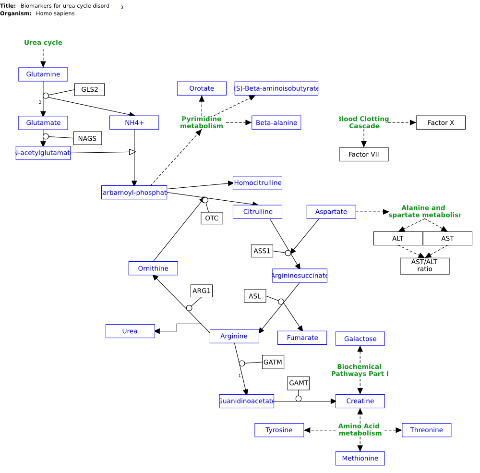 Title: Biomarkers for urea cycle disord
Organism: Homo sapiens
Urea cycle
Glutamine
GLS2
Orotate
(S)-Beta-aminoisobutyrate
Glutamate
NH4+
Pyrimidine
metabolism
Beta-alanine
Blood Clotting
Cascade
Factor X
NAGS
-acetylglutamat
Factor VII
arbamoyl-phosphat
Homocitrulline
OTC
Citrulline
Aspartate
Alanine and
spartate metabolisr
ALT
AST
ASS1
AST/ALT
ratio
Ornithine
Argininosuccinate
ARG1
ASL
Urea
Arginine
Fumarate
Galactose
GATM
Biochemical
Pathways Part I
GAMT
Guanidinoacetate
Creatine
Tyrosine
Amino Acid
metabolism
Threonine
Methionine